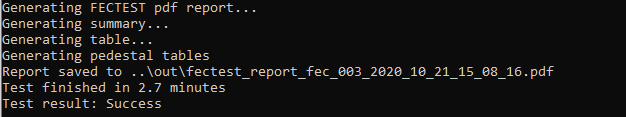 Generating FECTEST pdf report...
Generating summary...
Generating table...
Generating pedestal tables
Report saved to ..\out\fectest_report_fec_003_2020_10_21_15_08_16.pdf
Test finished in 2.7 minutes
Test result: Success